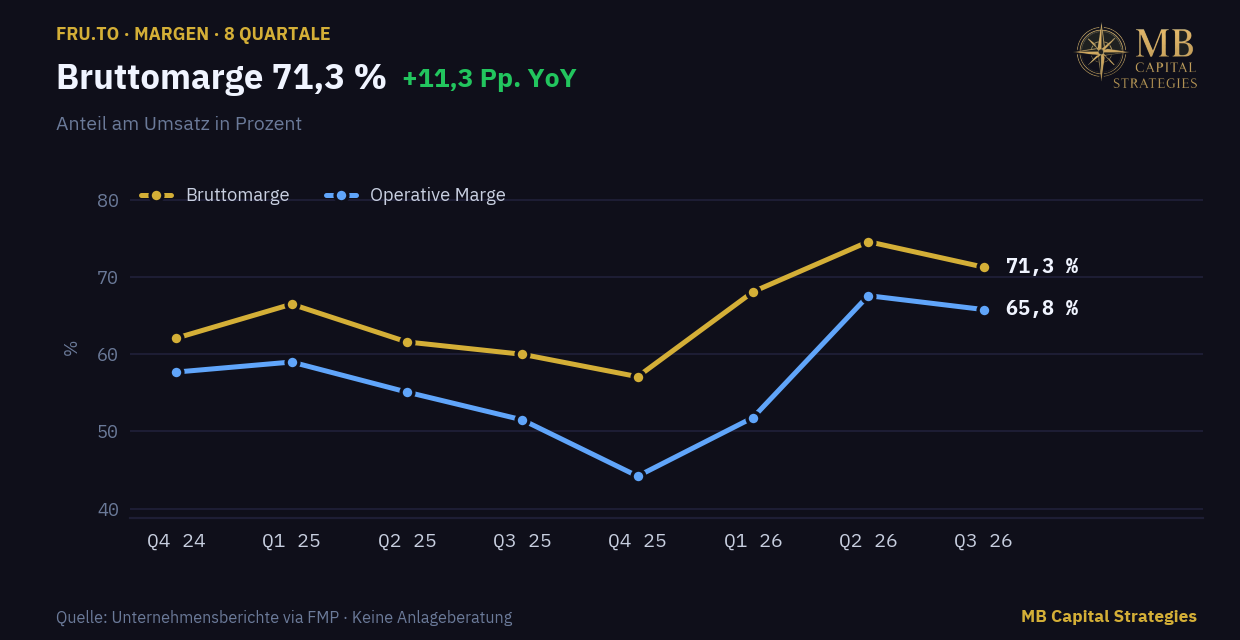 FRU.TO · MARGEN · 8 QUARTALE
Bruttomarge 71,3 % +11,3 Pp. YoY
Anteil am Umsatz in Prozent
MB
CAPITAL
STRATEGIES
Bruttomarge Operative Marge
80
70
60
50
40
%
71,3 %
65,8 %
Q4 24 Q1 25 Q2 25 Q3 25 Q4 25 Q1 26 Q2 26 Q3 26
Quelle: Unternehmensberichte via FMP · Keine Anlageberatung
MB Capital Strategies